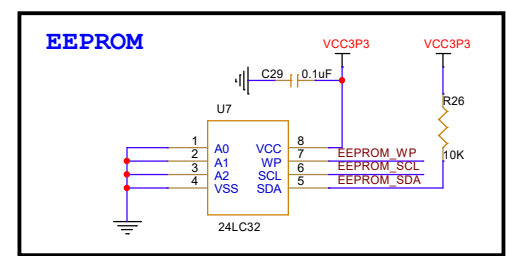 EEPROM
VCC3P3 VCC3P3
C29 0.1uF
R26
10K
U7
1 A0 VCC 8
2 A1 WP 7 EEPROM_WP
3 A2 SCL 6 EEPROM_SCL
4 VSS SDA 5 EEPROM_SDA
24LC32